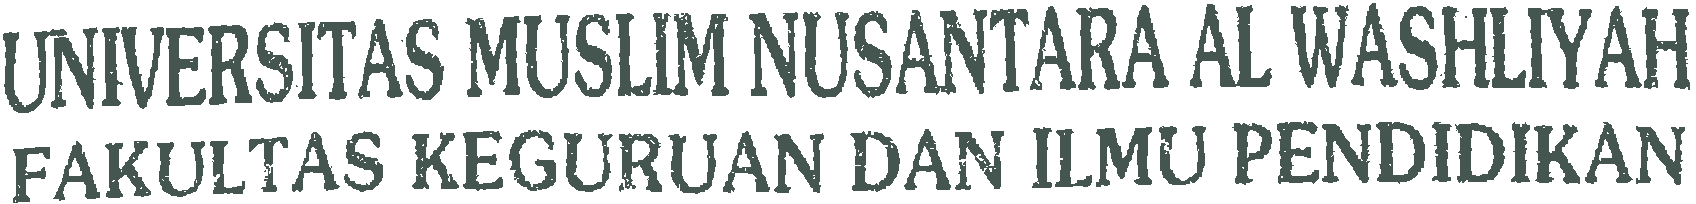 UNIVERSITAS MUSLIM NUSANTARA AL WASHLIYAH
FAKULTAS KEGURUAN DAN ILMU PENDIDIKAN